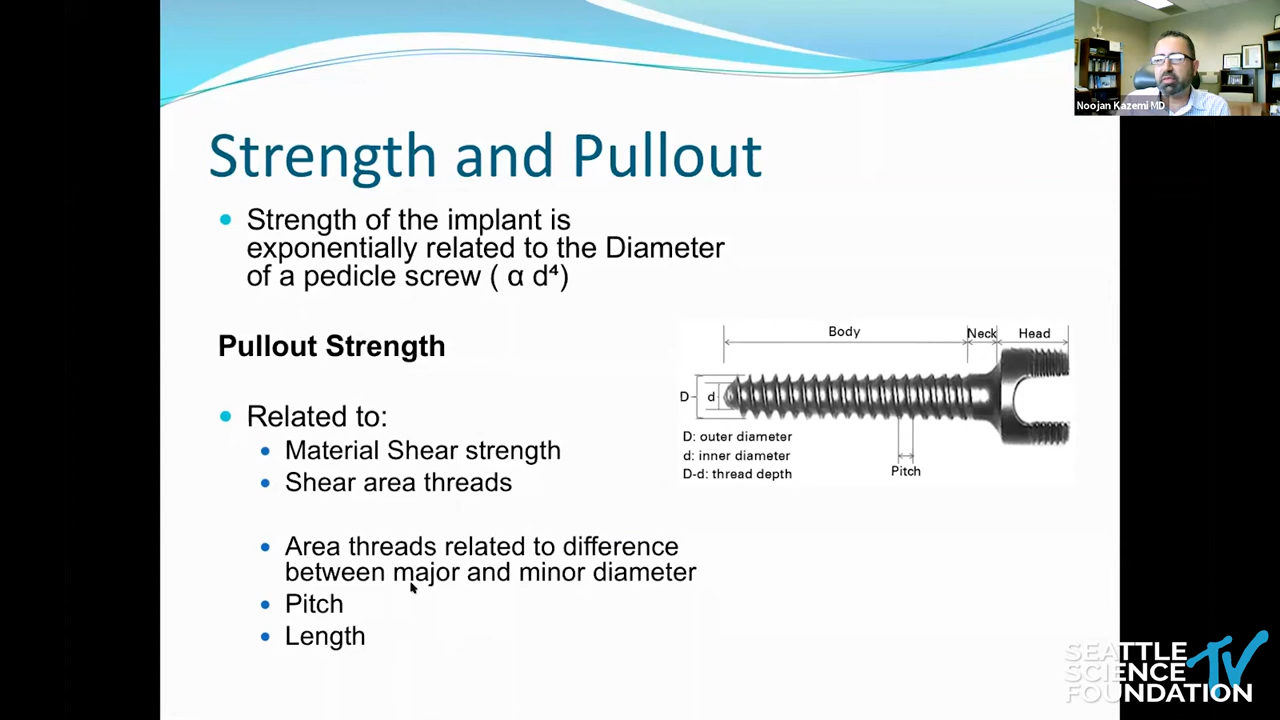 Noojan Kazemi MD
Strength and Pullout
Strength of the implant is
exponentially related to the Diameter
of a pedicle screw ( α d⁴)
Pullout Strength
Related to:
Material Shear strength
Shear area threads
Area threads related to difference
between major and minor diameter
Pitch
Length
Body
Neck
Head
D
d
D: outer diameter
d: inner diameter
D-d: thread depth
Pitch
SEATTLE
SCIENCE
FOUNDATION
TV